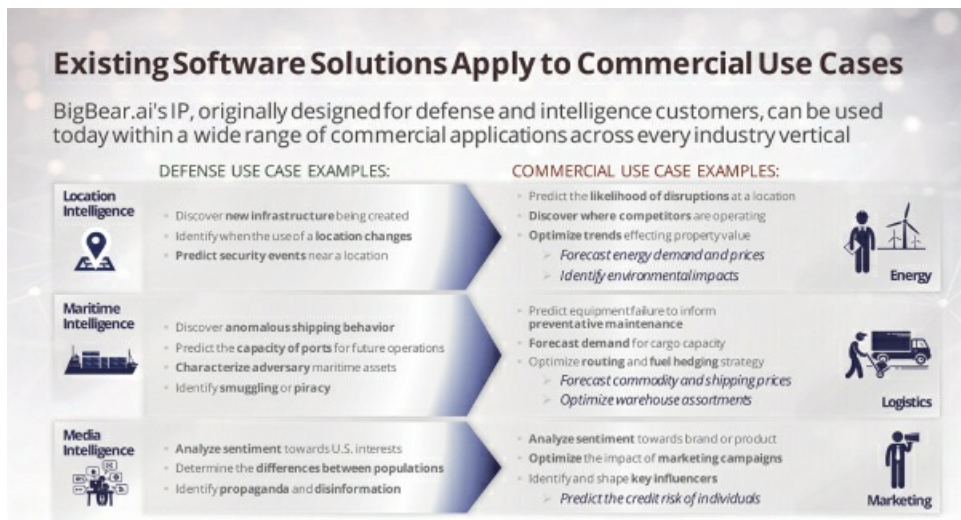 Existing Software Solutions Apply to Commercial Use Cases
BigBear.ai's IP, originally designed for defense and intelligence customers, can be used
today within a wide range of commercial applications across every industry vertical
DEFENSE USE CASE EXAMPLES:
COMMERCIAL USE CASE EXAMPLES:
Location
Intelligence
Discover new infrastructure being created
Identify when the use of a location changes
Predict security events near a location
Predict the likelihood of disruptions at a location
Discover where competitors are operating
Optimize trends effecting property value
Forecast energy demand and prices
Identify environmental impacts
Energy
Maritime
Intelligence
Discover anomalous shipping behavior
Predict the capacity of ports for future operations
Characterize adversary maritime assets
Identify smuggling or piracy
Predict equipment failure to inform
preventative maintenance
Forecast demand for cargo capacity
Optimize routing and fuel hedging strategy
Forecast commodity and shipping prices
Optimize warehouse assortments
Logistics
Media
Intelligence
Analyze sentiment towards U.S. interests
Determine the differences between populations
Identify propaganda and disinformation
Analyze sentiment towards brand or product
Optimize the impact of marketing campaigns
Identify and shape key influencers
Predict the credit risk of individuals
Marketing